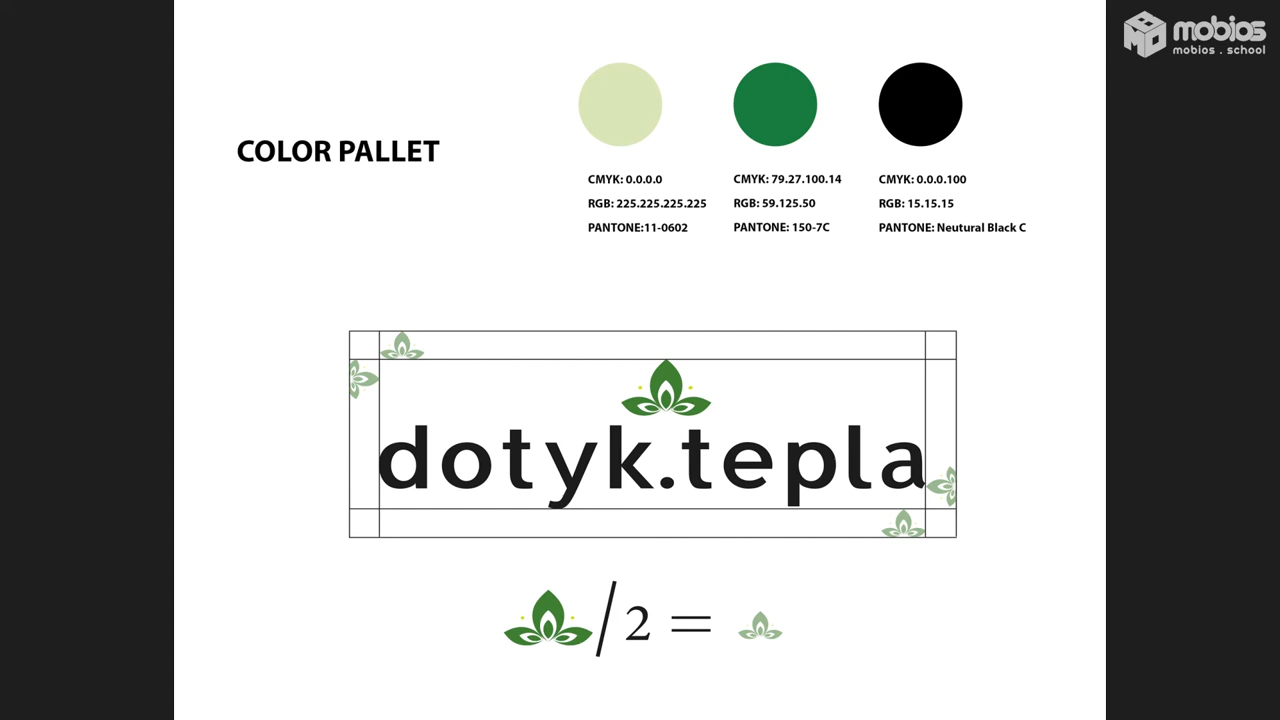 mobios
mobios . school
COLOR PALLET
CMYK: 0.0.0.0
RGB: 225.225.225.225
PANTONE:11-0602
CMYK: 79.27.100.14
RGB: 59.125.50
PANTONE: 150-7C
CMYK: 0.0.0.100
RGB: 15.15.15
PANTONE: Neutural Black C
dotyk.tepla
/2 =